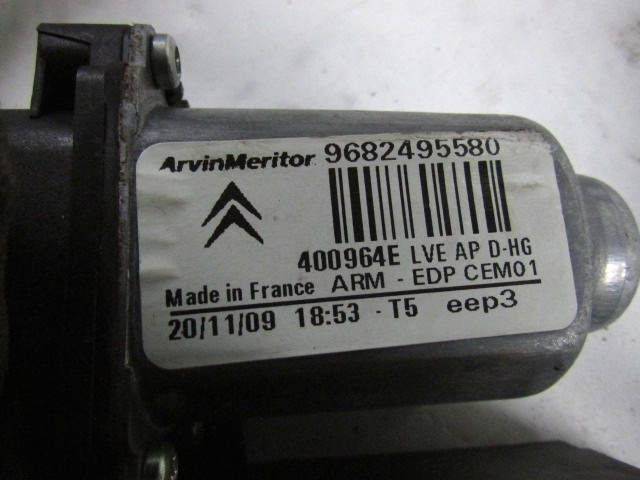 ArvinMeritor 9682495580
400964E LVE AP D-HG
Made in France ARM - EDP CEM01
20/11/09 18:53 - T5 eep3